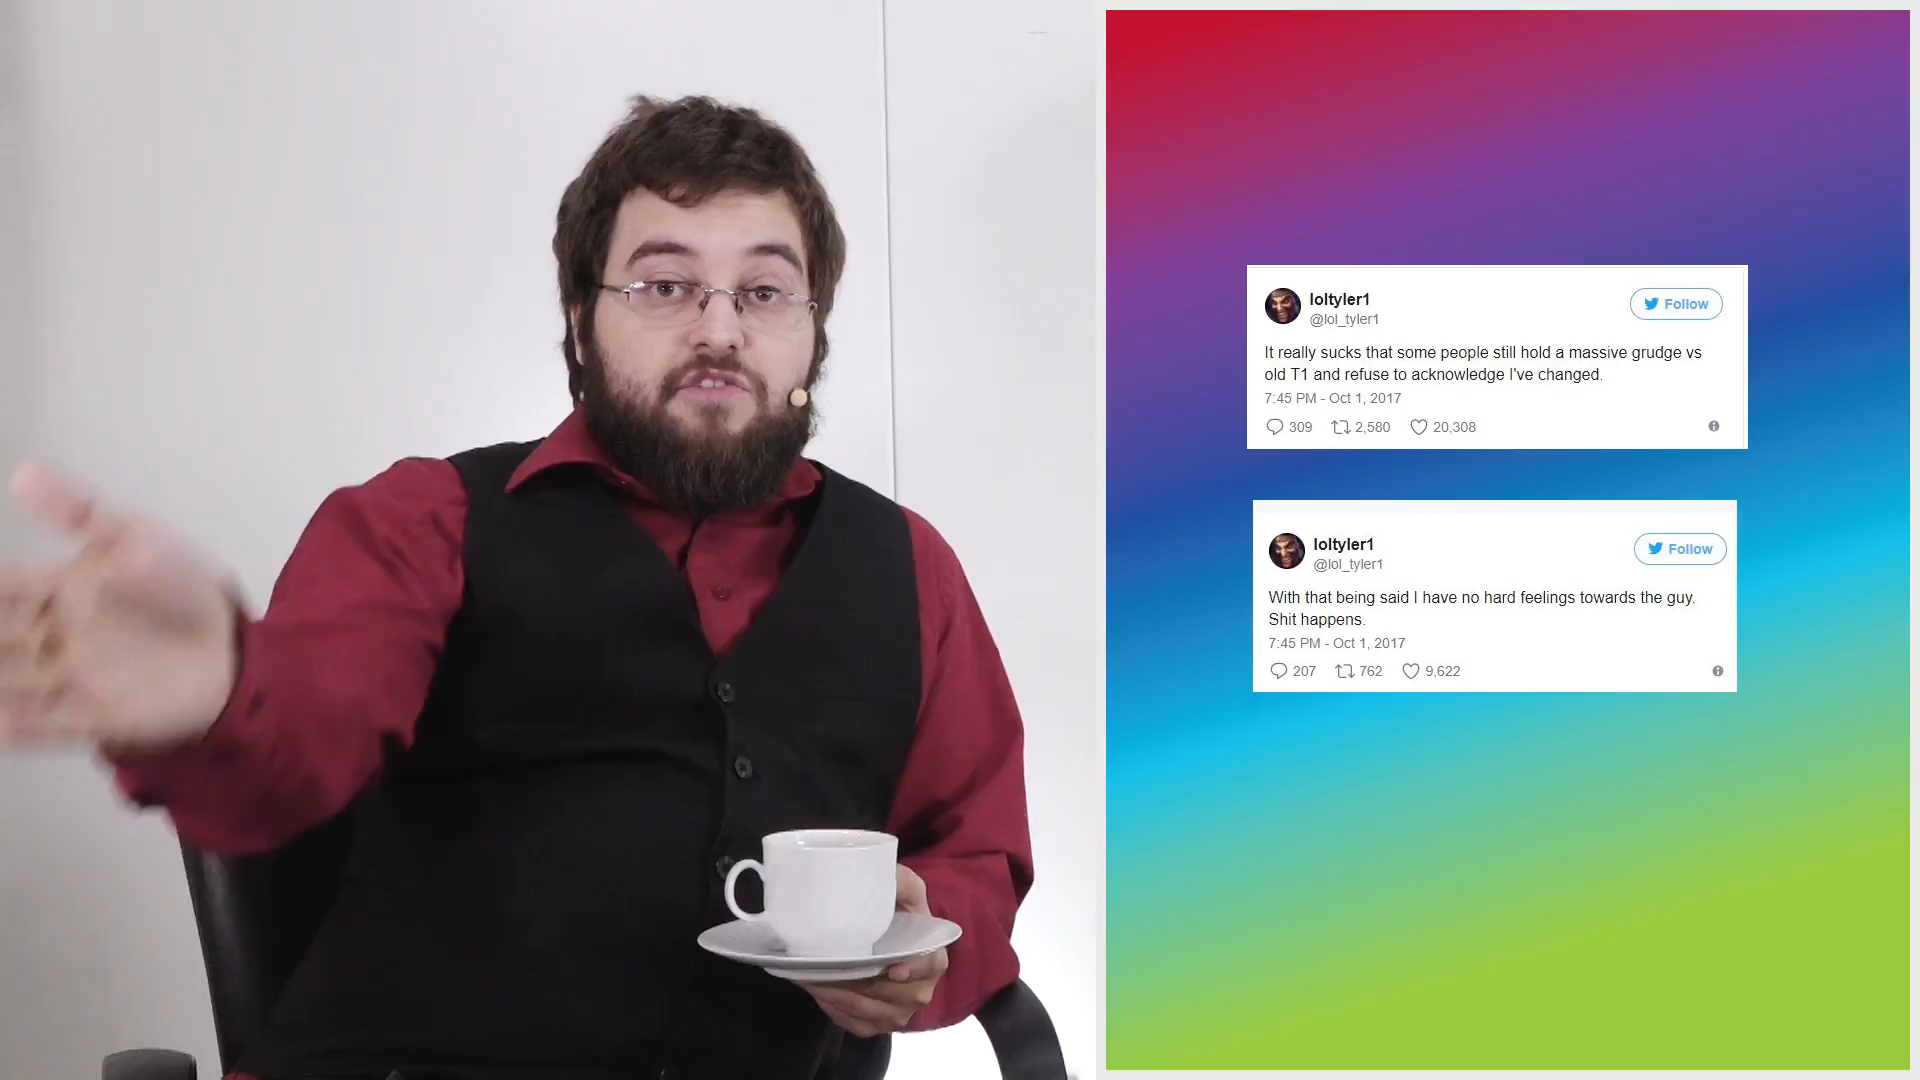 loltyler1
Follow
@lol_tyler1
It really sucks that some people still hold a massive grudge vs
old T1 and refuse to acknowledge I've changed.
7:45 PM - Oct 1, 2017
309 2,580 20,308
loltyler1
Follow
@lol_tyler1
With that being said I have no hard feelings towards the guy.
Shit happens.
7:45 PM - Oct 1, 2017
207 762 9,622